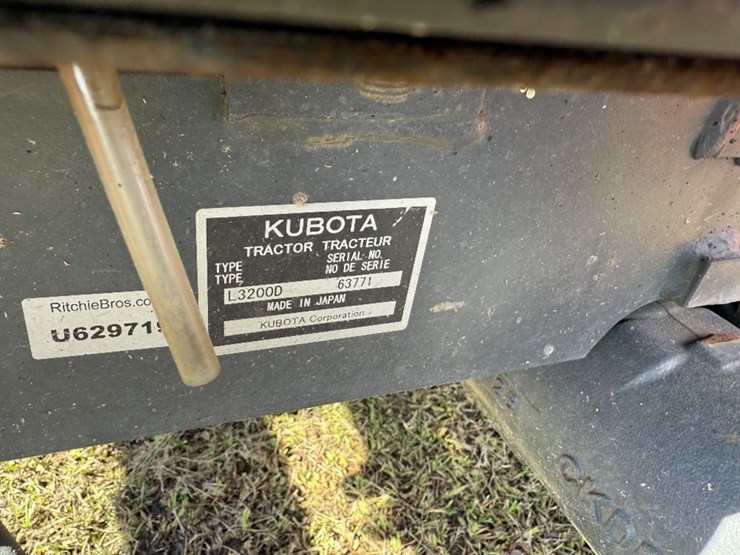 KUBOTA
TRACTOR TRACTEUR
TYPE SERIAL NO.
TYPE NO DE SERIE
L3200D 63771
MADE IN JAPAN
KUBOTA Corporation
RitchieBros.co
U629719